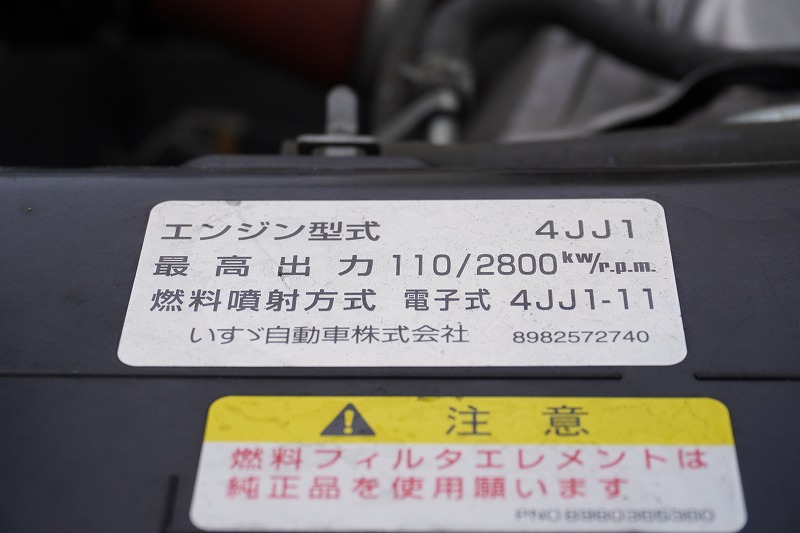 エンジン型式 4JJ1
最高出力 110/2800kw/r.p.m.
燃料噴射方式 電子式 4JJ1-11
いすゞ自動車株式会社 8982572740
注意
燃料フィルタエレメントは
純正品を使用願います